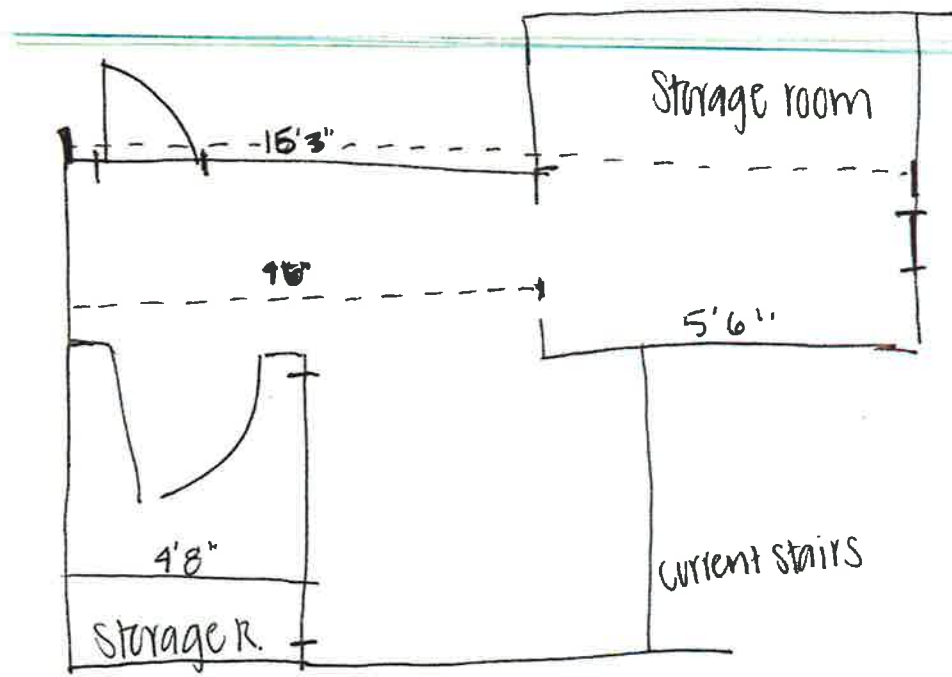 Storage room
15'3"
5'6"
4'8"
current stairs
Storage R.